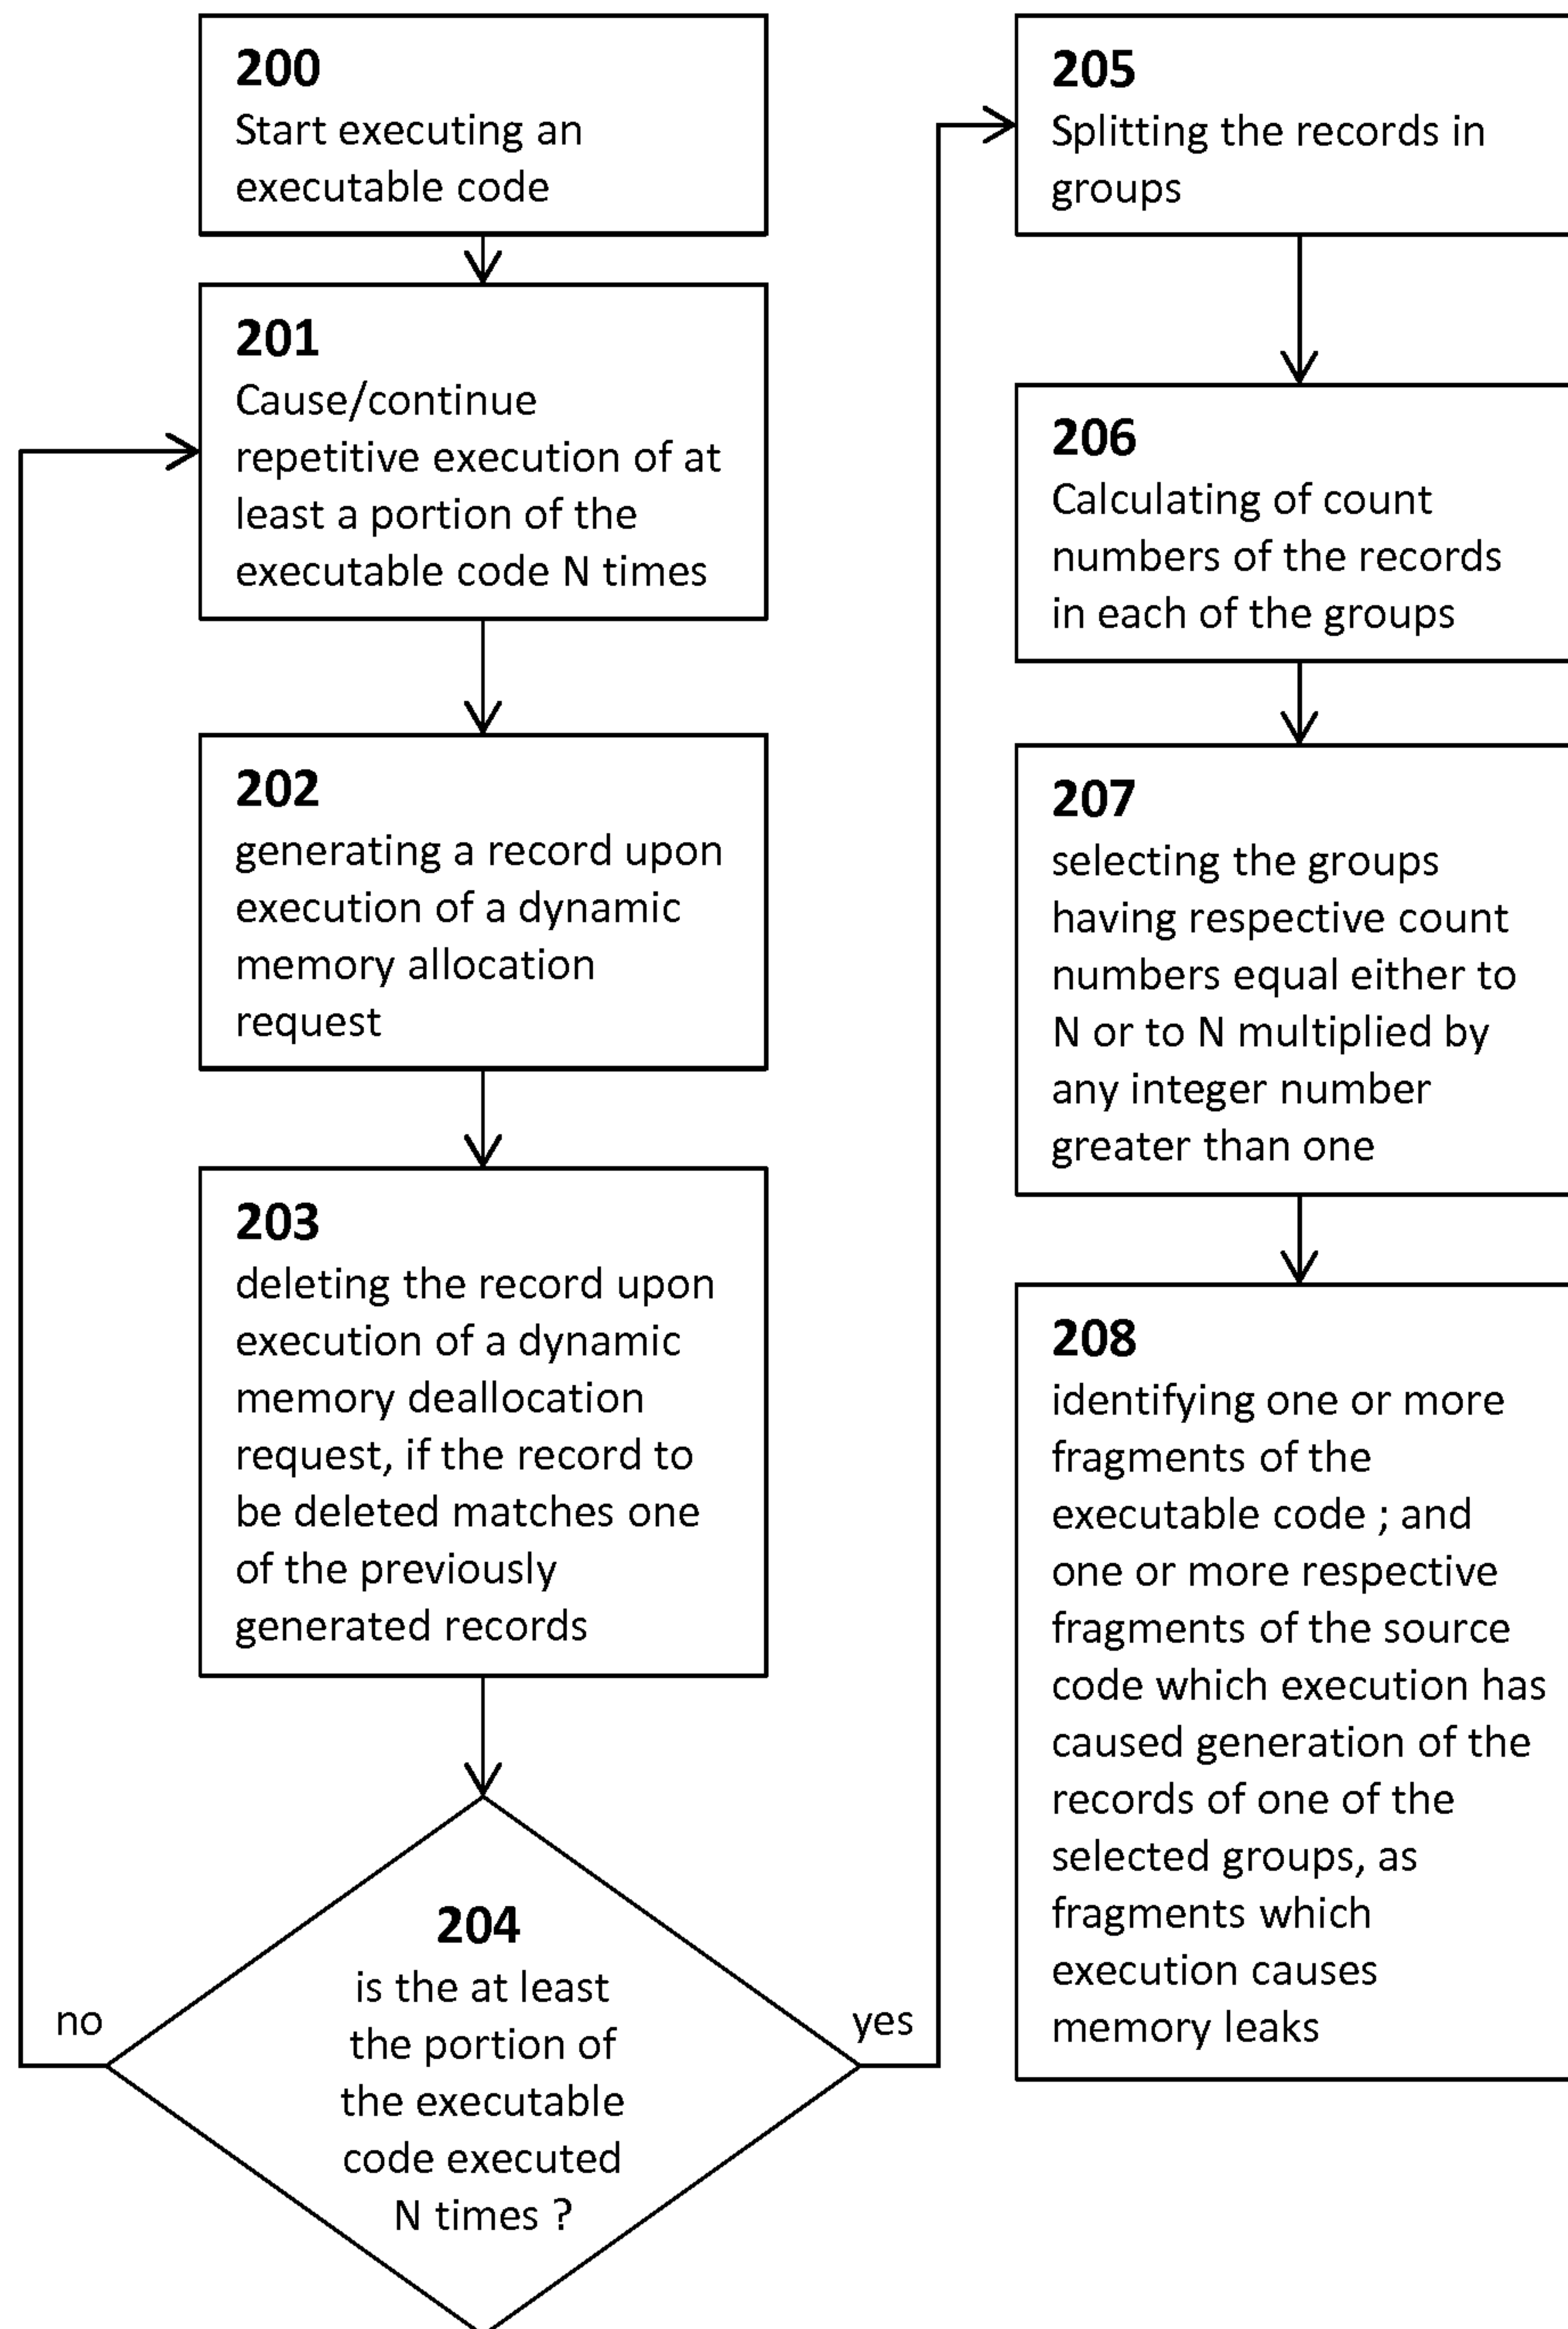 200
Start executing an
executable code
201
Cause/continue
repetitive execution of at
least a portion of the
executable code N times
202
generating a record upon
execution of a dynamic
memory allocation
request
203
deleting the record upon
execution of a dynamic
memory deallocation
request, if the record to
be deleted matches one
of the previously
generated records
204
is the at least
the portion of
the executable
code executed
N times ?
no
yes
205
Splitting the records in
groups
206
Calculating of count
numbers of the records
in each of the groups
207
selecting the groups
having respective count
numbers equal either to
N or to N multiplied by
any integer number
greater than one
208
identifying one or more
fragments of the
executable code ; and
one or more respective
fragments of the source
code which execution has
caused generation of the
records of one of the
selected groups, as
fragments which
execution causes
memory leaks